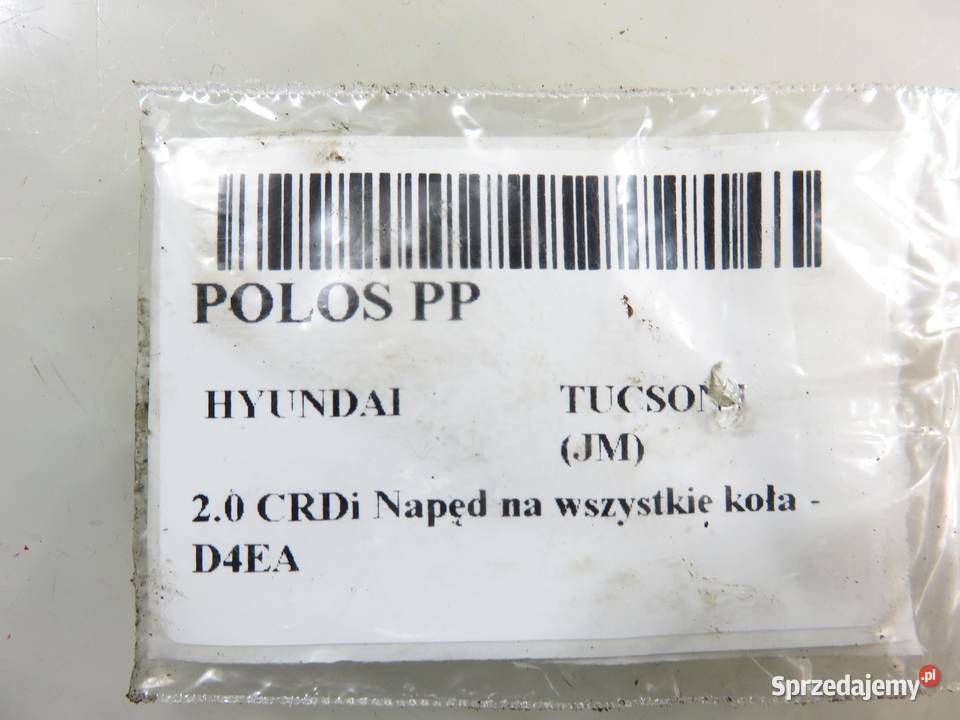 POLOS PP
HYUNDAI TUCSON I
(JM)
2.0 CRDi Napęd na wszystkie koła -
D4EA
Sprzedajemy.pl